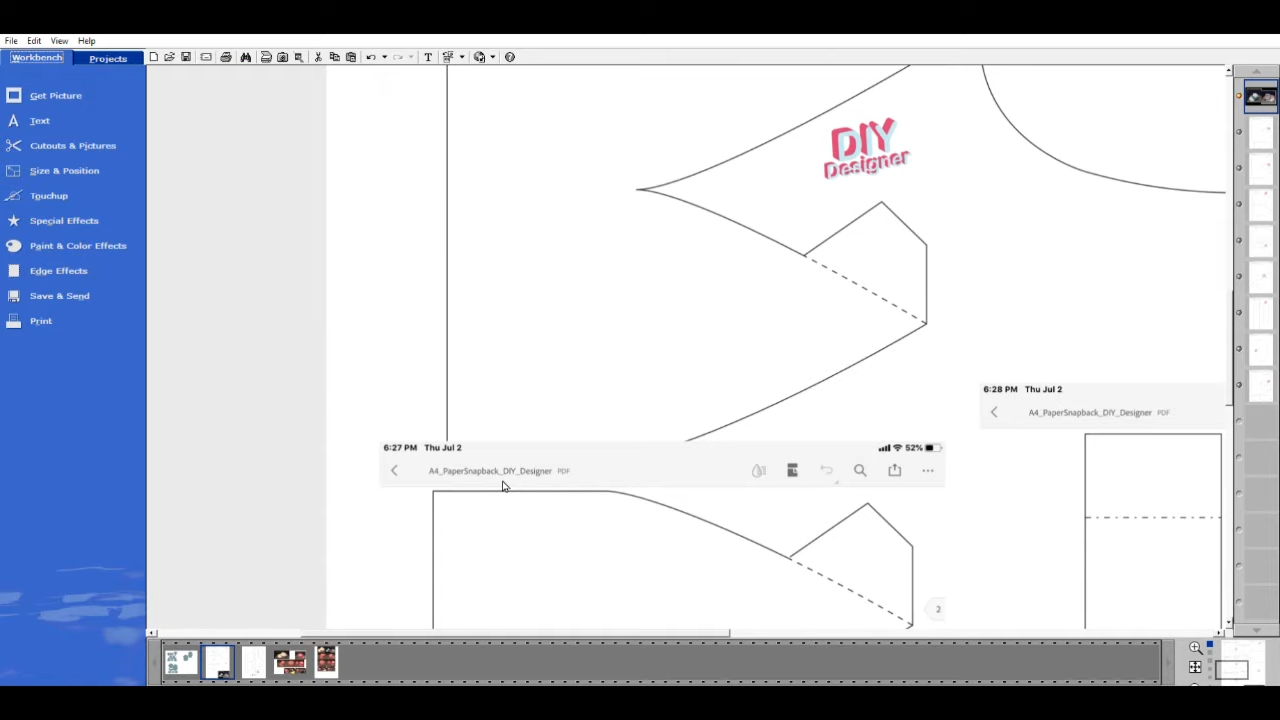 File Edit View Help
Workbench Projects
Get Picture
Text
Cutouts & Pictures
Size & Position
Touchup
Special Effects
Paint & Color Effects
Edge Effects
Save & Send
Print
DIY
Designer
6:28 PM Thu Jul 2
A4_PaperSnapback_DIY_Designer PDF
6:27 PM Thu Jul 2 52%
A4_PaperSnapback_DIY_Designer PDF
2